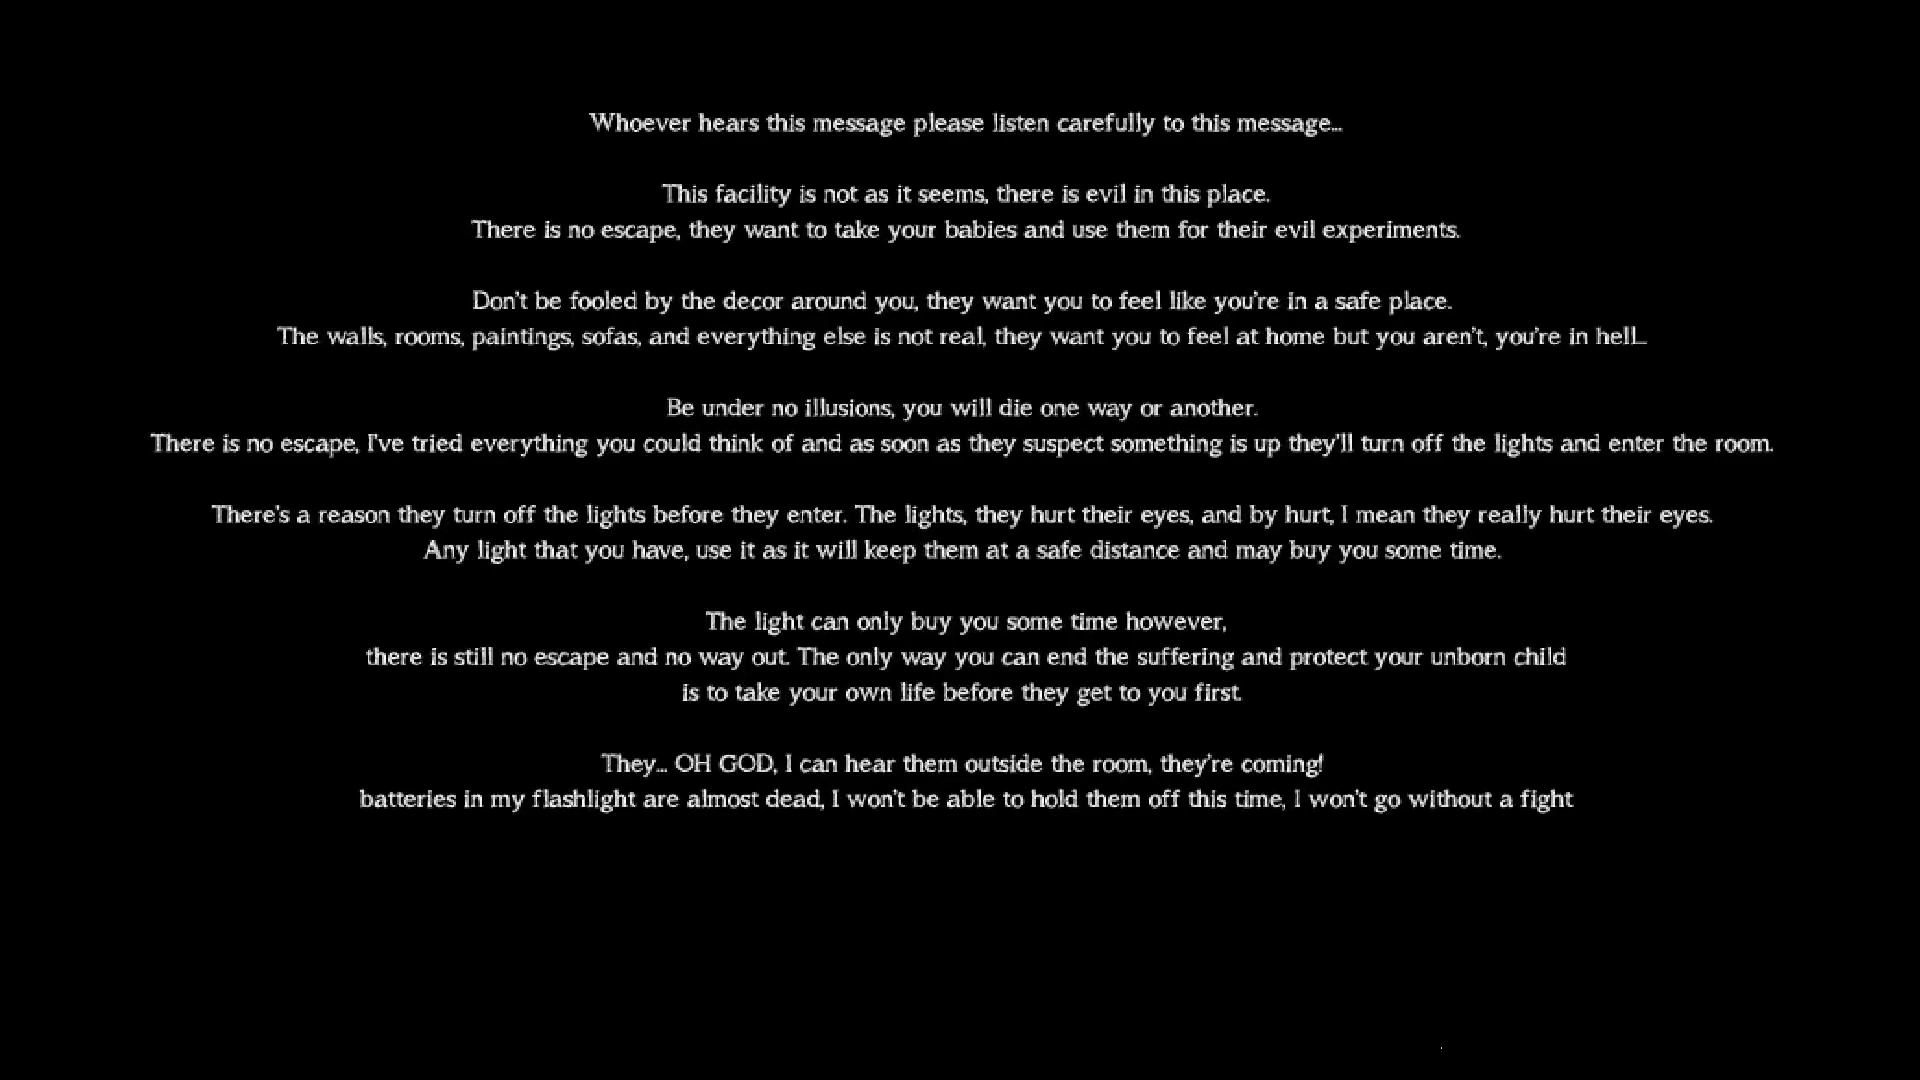 Whoever hears this message please listen carefully to this message...
This facility is not as it seems, there is evil in this place.
There is no escape, they want to take your babies and use them for their evil experiments.
Don't be fooled by the decor around you, they want you to feel like you're in a safe place.
The walls, rooms, paintings, sofas, and everything else is not real, they want you to feel at home but you aren't, you're in hell...
Be under no illusions, you will die one way or another.
There is no escape, I've tried everything you could think of and as soon as they suspect something is up they'll turn off the lights and enter the room.
There's a reason they turn off the lights before they enter. The lights, they hurt their eyes, and by hurt, I mean they really hurt their eyes.
Any light that you have, use it as it will keep them at a safe distance and may buy you some time.
The light can only buy you some time however,
there is still no escape and no way out. The only way you can end the suffering and protect your unborn child
is to take your own life before they get to you first.
They... OH GOD, I can hear them outside the room, they're coming!
batteries in my flashlight are almost dead, I won't be able to hold them off this time, I won't go without a fight